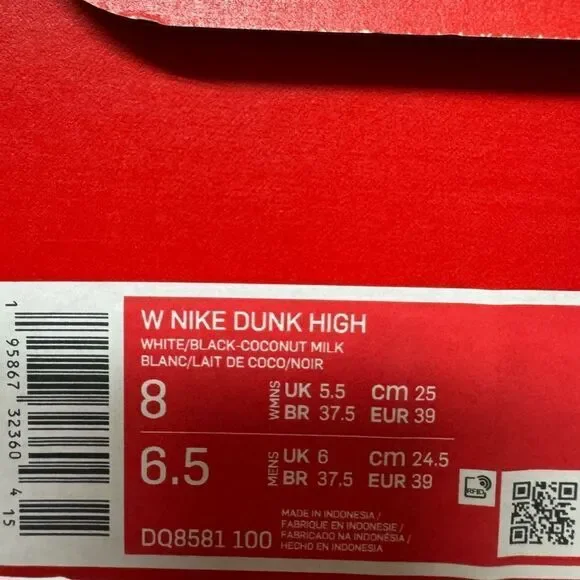 W NIKE DUNK HIGH
WHITE/BLACK-COCONUT MILK
BLANC/LAIT DE COCO/NOIR
8 WMNS UK 5.5 cm 25
BR 37.5 EUR 39
6.5 MENS UK 6 cm 24.5
BR 37.5 EUR 39
RFID
DQ8581 100
MADE IN INDONESIA /
FABRIQUE EN INDONESIE /
FABRICADO NA INDONÉSIA /
HECHO EN INDONESIA
1 95867 32360 4 15